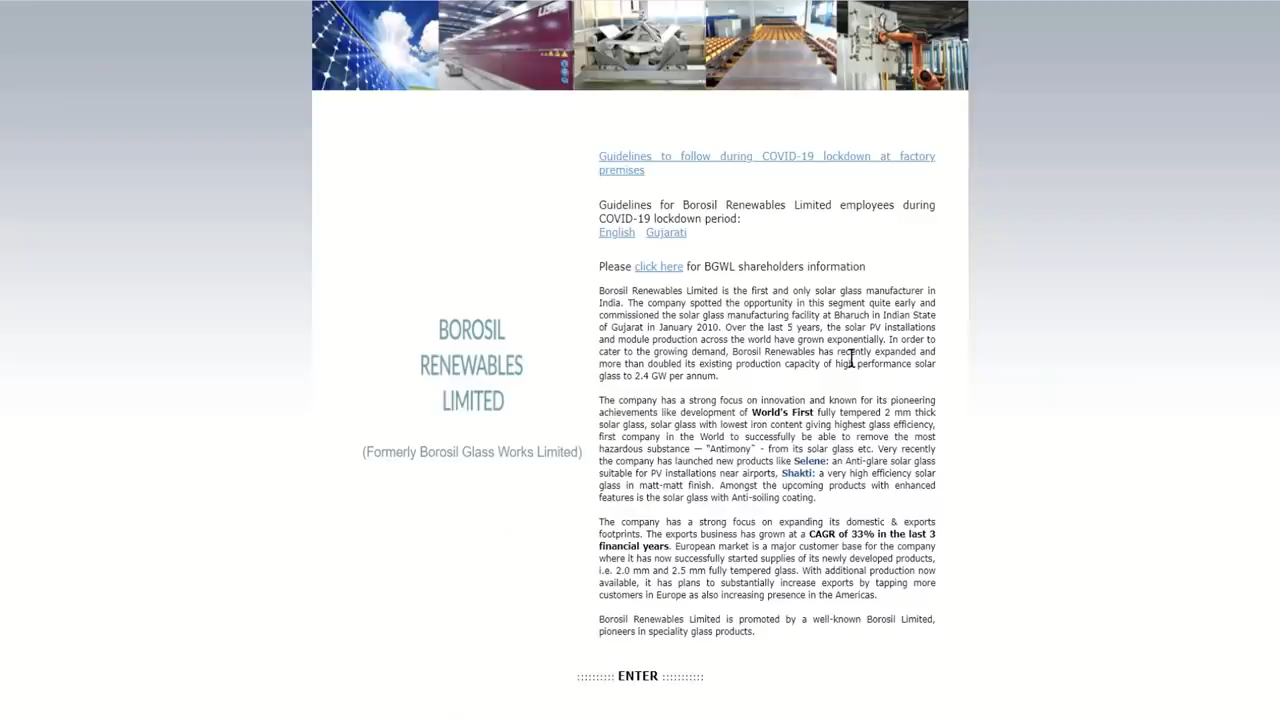 Guidelines to follow during COVID-19 lockdown at factory
premises
Guidelines for Borosil Renewables Limited employees during
COVID-19 lockdown period:
English Gujarati
Please click here for BGWL shareholders information
Borosil Renewables Limited is the first and only solar glass manufacturer in
India. The company spotted the opportunity in this segment quite early and
commissioned the solar glass manufacturing facility at Bharuch in Indian State
of Gujarat in January 2010. Over the last 5 years, the solar PV installations
and module production across the world have grown exponentially. In order to
cater to the growing demand, Borosil Renewables has recently expanded and
more than doubled its existing production capacity of high performance solar
glass to 2.4 GW per annum.
BOROSIL
RENEWABLES
LIMITED
(Formerly Borosil Glass Works Limited)
The company has a strong focus on innovation and known for its pioneering
achievements like development of World's First fully tempered 2 mm thick
solar glass, solar glass with lowest iron content giving highest glass efficiency,
first company in the World to successfully be able to remove the most
hazardous substance — "Antimony" - from its solar glass etc. Very recently
the company has launched new products like Selene: an Anti-glare solar glass
suitable for PV installations near airports, Shakti: a very high efficiency solar
glass in matt-matt finish. Amongst the upcoming products with enhanced
features is the solar glass with Anti-soiling coating.
The company has a strong focus on expanding its domestic & exports
footprints. The exports business has grown at a CAGR of 33% in the last 3
financial years. European market is a major customer base for the company
where it has now successfully started supplies of its newly developed products,
i.e. 2.0 mm and 2.5 mm fully tempered glass. With additional production now
available, it has plans to substantially increase exports by tapping more
customers in Europe as also increasing presence in the Americas.
Borosil Renewables Limited is promoted by a well-known Borosil Limited,
pioneers in speciality glass products.
:::::::::: ENTER :::::::::::